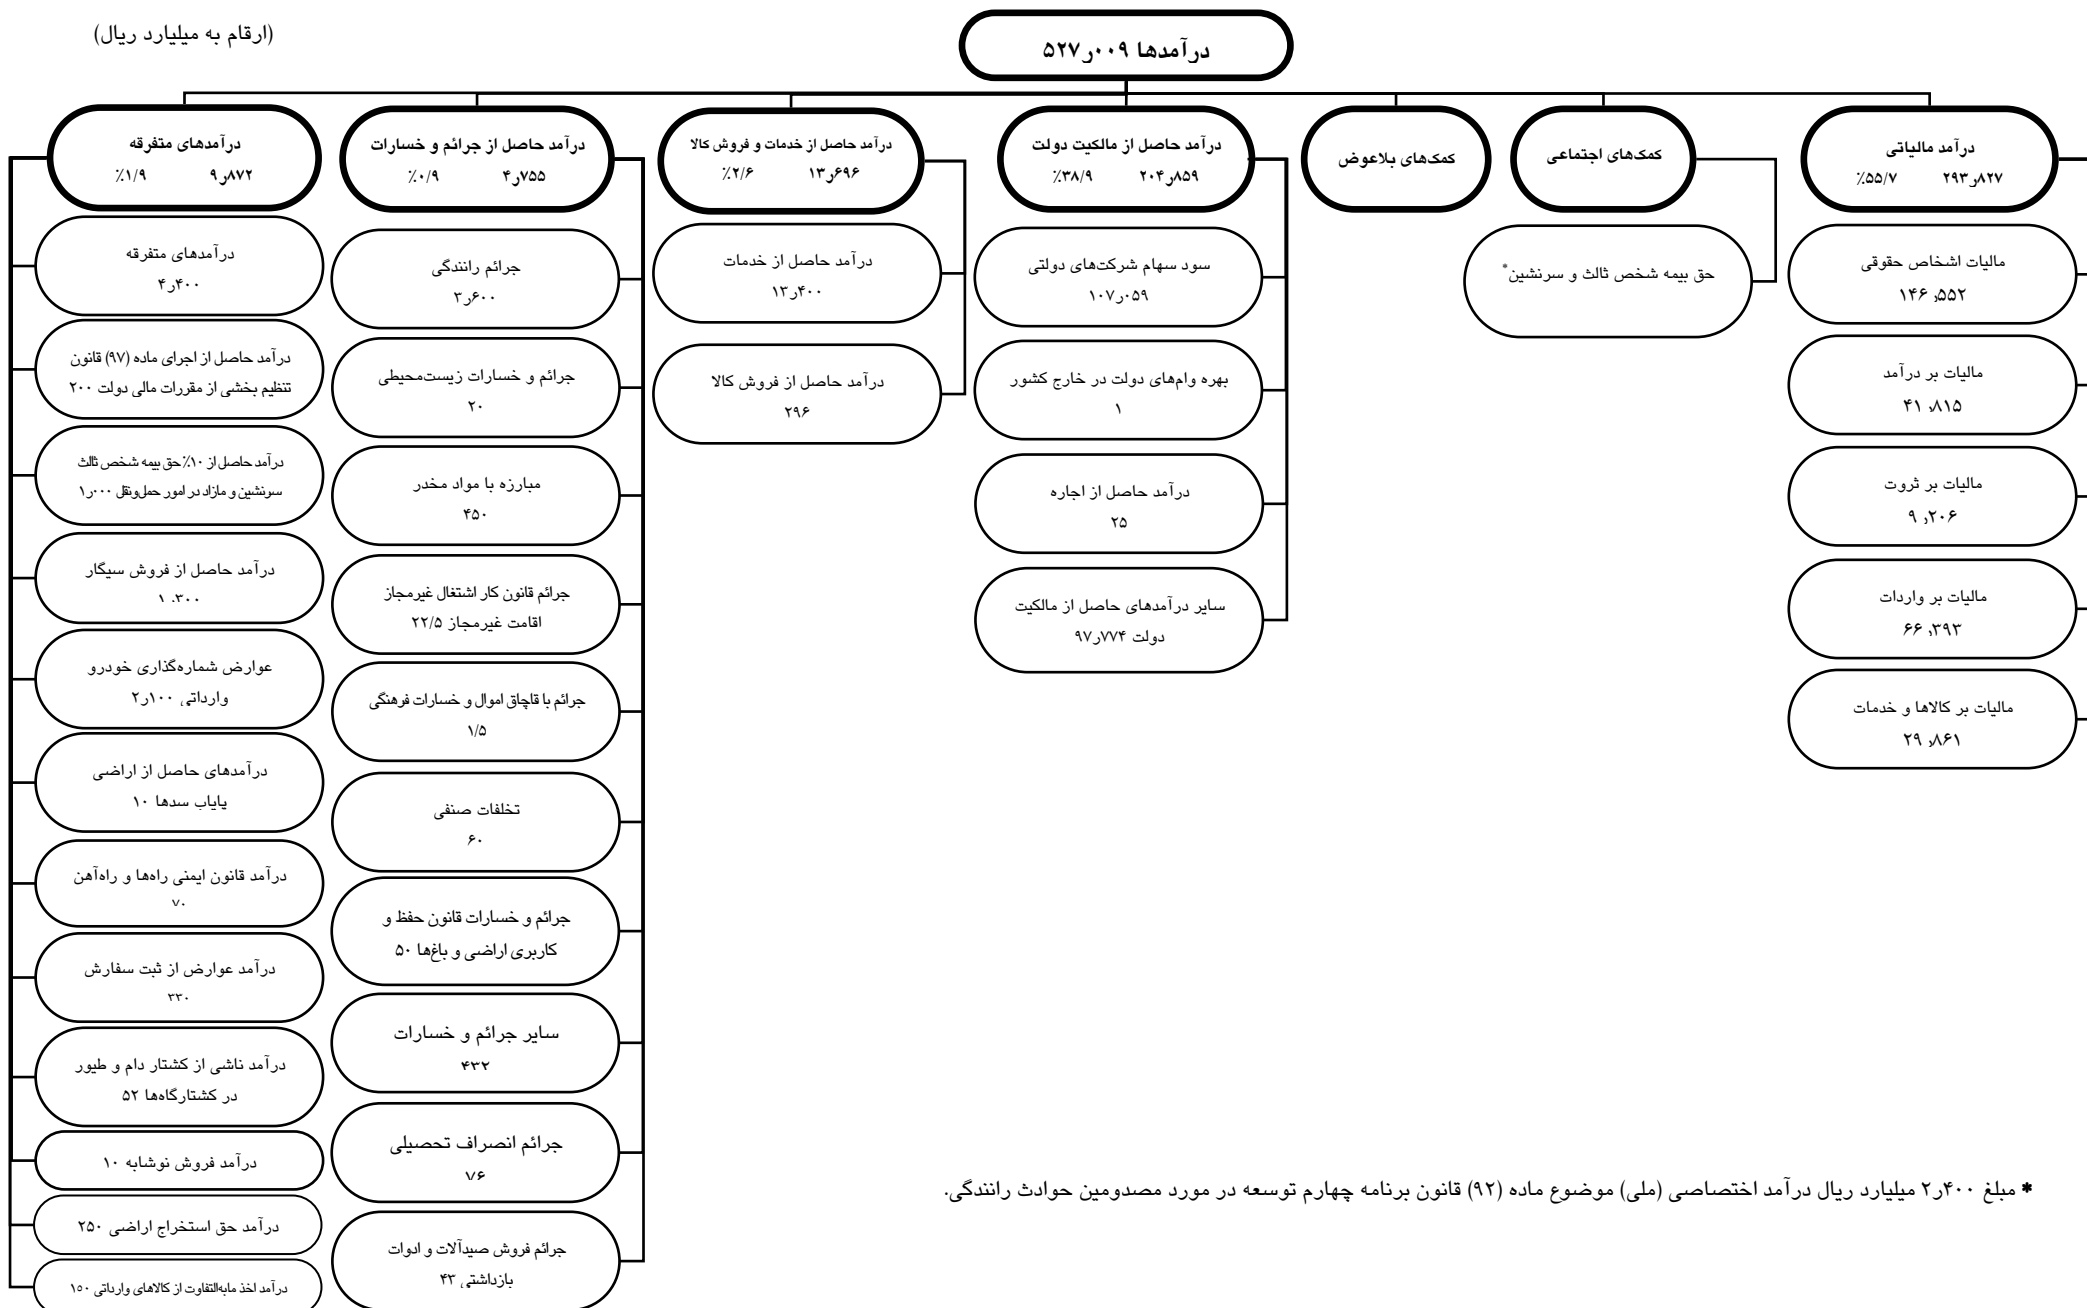 (ارقام به میلیارد ریال)
درآمدها ۵۲۷٫۰۰۹
درآمد مالیاتی
۲۹۳٫۸۲۷ ٪۵۵/۷
مالیات اشخاص حقوقی
۱۴۶٫۵۵۲
مالیات بر درآمد
۴۱٫۸۱۵
مالیات بر ثروت
۹٫۲۰۶
مالیات بر واردات
۶۶٫۳۹۳
مالیات بر کالاها و خدمات
۲۹٫۸۶۱
کمک‌های اجتماعی
حق بیمه شخص ثالث و سرنشین*
کمک‌های بلاعوض
درآمد حاصل از مالکیت دولت
۲۰۴٫۸۵۹ ٪۳۸/۹
سود سهام شرکت‌های دولتی
۱۰۷٫۰۵۹
بهره وام‌های دولت در خارج کشور
۱
درآمد حاصل از اجاره
۲۵
سایر درآمدهای حاصل از مالکیت
دولت ۹۷٫۷۷۴
درآمد حاصل از خدمات و فروش کالا
۱۳٫۶۹۶ ٪۲/۶
درآمد حاصل از خدمات
۱۳٫۴۰۰
درآمد حاصل از فروش کالا
۲۹۶
درآمد حاصل از جرائم و خسارات
۴٫۷۵۵ ٪۰/۹
جرائم رانندگی
۳٫۶۰۰
جرائم و خسارات زیست‌محیطی
۲۰
مبارزه با مواد مخدر
۴۵۰
جرائم قانون کار اشتغال غیرمجاز
اقامت غیرمجاز ۲۲/۵
جرائم با قاچاق اموال و خسارات فرهنگی
۱/۵
تخلفات صنفی
۶۰
جرائم و خسارات قانون حفظ و
کاربری اراضی و باغ‌ها ۵۰
سایر جرائم و خسارات
۴۳۲
جرائم انصراف تحصیلی
۷۶
جرائم فروش صیدآلات و ادوات
بازداشتی ۴۳
درآمدهای متفرقه
۹٫۸۷۲ ٪۱/۹
درآمدهای متفرقه
۴٫۴۰۰
درآمد حاصل از اجرای ماده (۹۷) قانون
تنظیم بخشی از مقررات مالی دولت ۲۰۰
درآمد حاصل از ۱۰٪ حق بیمه شخص ثالث
سرنشین و مازاد در امور حمل‌ونقل ۱٫۰۰۰
درآمد حاصل از فروش سیگار
۱٫۳۰۰
عوارض شماره‌گذاری خودرو
وارداتی ۲٫۱۰۰
درآمدهای حاصل از اراضی
پایاب سدها ۱۰
درآمد قانون ایمنی راه‌ها و راه‌آهن
۷۰
درآمد عوارض از ثبت سفارش
۳۳۰
درآمد ناشی از کشتار دام و طیور
در کشتارگاه‌ها ۵۲
درآمد فروش نوشابه ۱۰
درآمد حق استخراج اراضی ۲۵۰
درآمد اخذ مابه‌التفاوت از کالاهای وارداتی ۱۵۰
* مبلغ ۲٫۴۰۰ میلیارد ریال درآمد اختصاصی (ملی) موضوع ماده (۹۲) قانون برنامه چهارم توسعه در مورد مصدومین حوادث رانندگی.